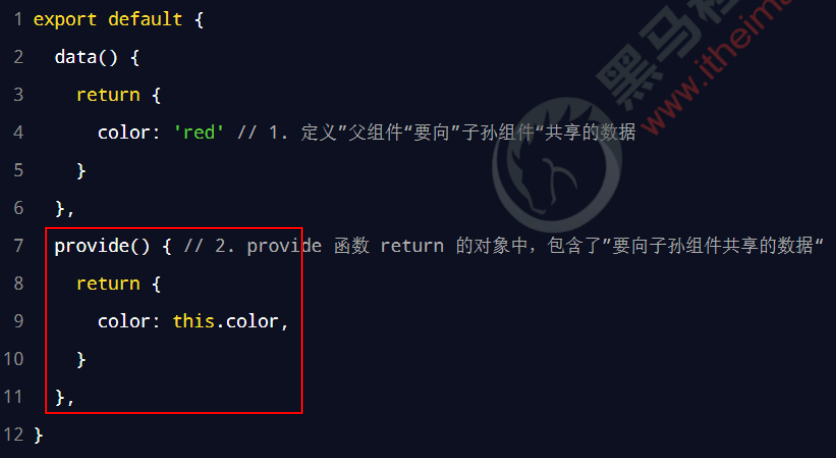 1 export default {
2 data() {
3 return {
4 color: 'red' // 1. 定义”父组件“要向”子孙组件“共享的数据
5 }
6 },
7 provide() { // 2. provide 函数 return 的对象中，包含了”要向子孙组件共享的数据“
8 return {
9 color: this.color,
10 }
11 },
12 }
黑马
www.itheima